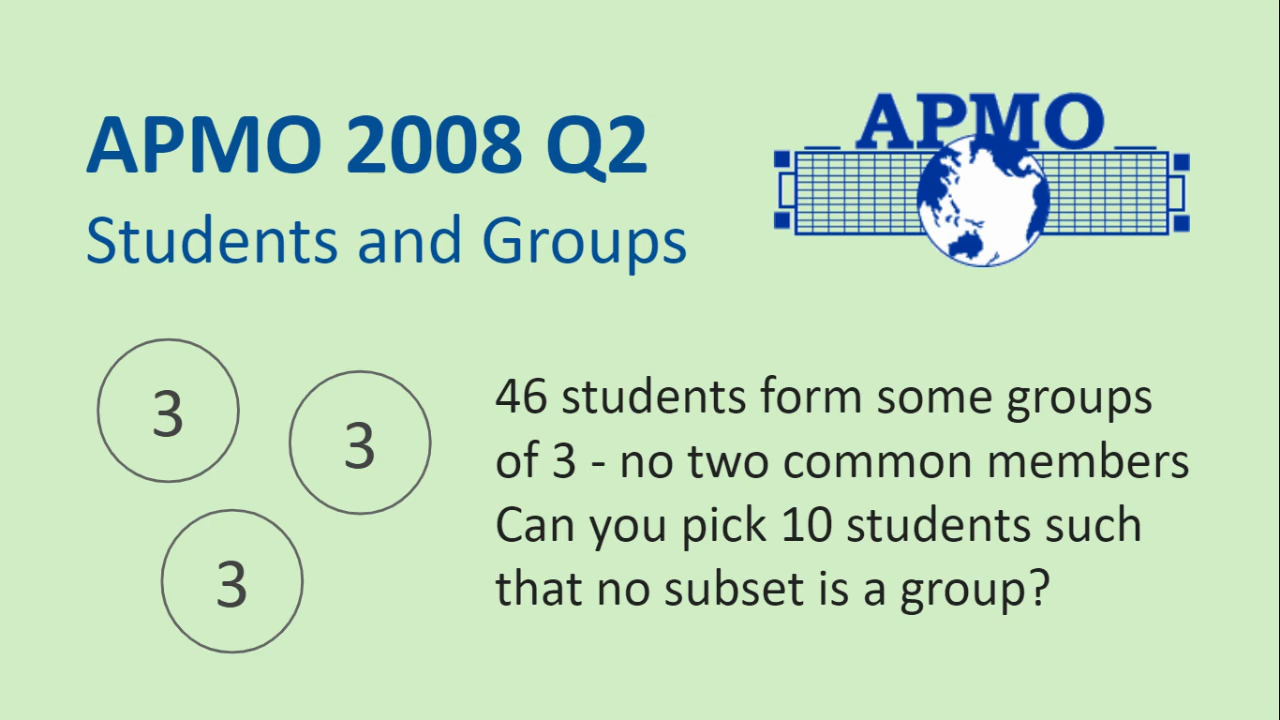 APMO 2008 Q2
Students and Groups
APMO
3
3
3
46 students form some groups
of 3 - no two common members
Can you pick 10 students such
that no subset is a group?